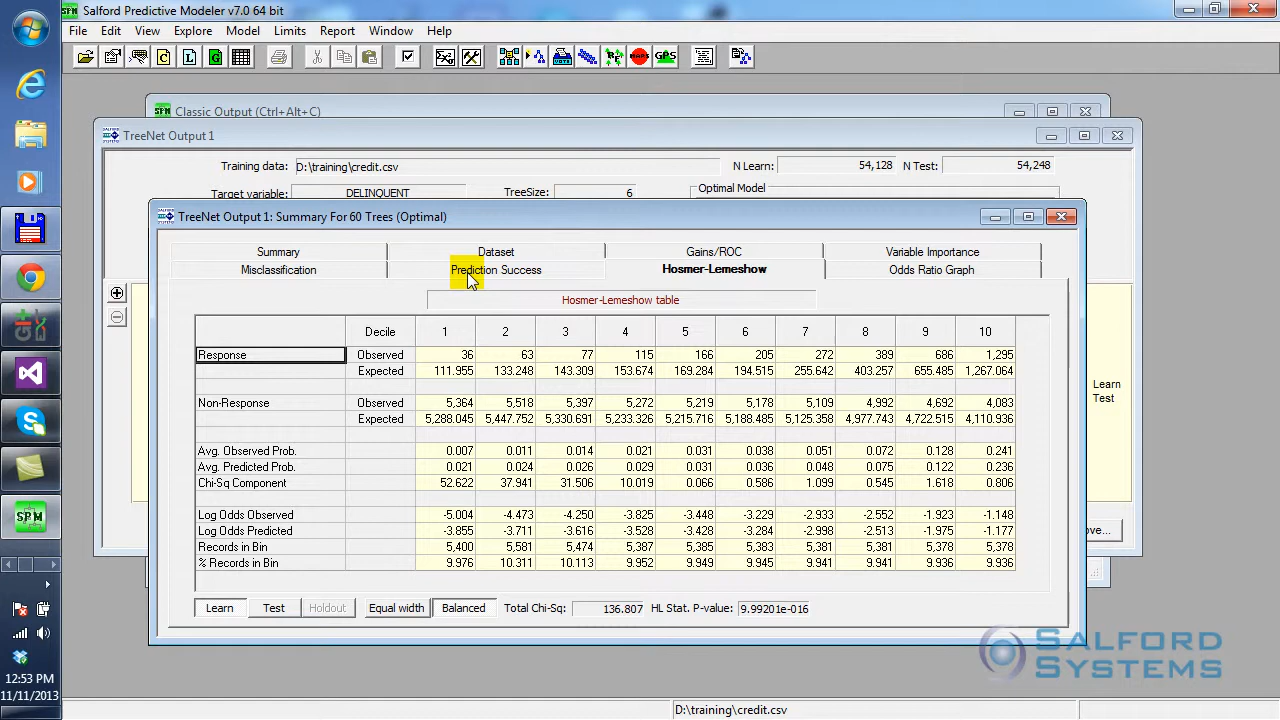 SPM Salford Predictive Modeler v7.0 64 bit
File Edit View Explore Model Limits Report Window Help
Classic Output (Ctrl+Alt+C)
TreeNet Output 1
Training data: D:\training\credit.csv N Learn: 54,128 N Test: 54,248
Target variable: DELINQUENT TreeSize: 6 Optimal Model
TreeNet Output 1: Summary For 60 Trees (Optimal)
Summary Dataset Gains/ROC Variable Importance
Misclassification Prediction Success Hosmer-Lemeshow Odds Ratio Graph
Hosmer-Lemeshow table
Decile 1 2 3 4 5 6 7 8 9 10
Response Observed 36 63 77 115 166 205 272 389 686 1,295
Expected 111.955 133.248 143.309 153.674 169.284 194.515 255.642 403.257 655.485 1,267.064
Non-Response Observed 5,364 5,518 5,397 5,272 5,219 5,178 5,109 4,992 4,692 4,083
Expected 5,288.045 5,447.752 5,330.691 5,233.326 5,125.358 4,977.743 4,722.515 4,110.936
Avg. Observed Prob. 0.007 0.011 0.014 0.021 0.031 0.038 0.051 0.072 0.128 0.241
Avg. Predicted Prob. 0.021 0.024 0.026 0.029 0.031 0.036 0.048 0.075 0.122 0.236
Chi-Sq Component 52.622 37.941 31.506 10.019 0.066 0.586 1.099 0.545 1.618 0.806
Log Odds Observed -5.004 -4.473 -4.250 -3.825 -3.448 -3.229 -2.933 -2.552 -1.923 -1.148
Log Odds Predicted -3.855 -3.711 -3.616 -3.528 -3.428 -3.284 -2.998 -2.513 -1.975 -1.177
Records in Bin 5,400 5,581 5,474 5,387 5,385 5,383 5,381 5,381 5,378 5,378
% Records in Bin 9.976 10.311 10.113 9.952 9.949 9.945 9.941 9.941 9.936 9.936
Learn Test Holdout Equal width Balanced Total Chi-Sq: 136.807 HL Stat. P-value: 9.99201e-016
Learn
Test
ove...
SPM
12:53 PM
11/11/2013
SALFORD
SYSTEMS
D:\training\credit.csv